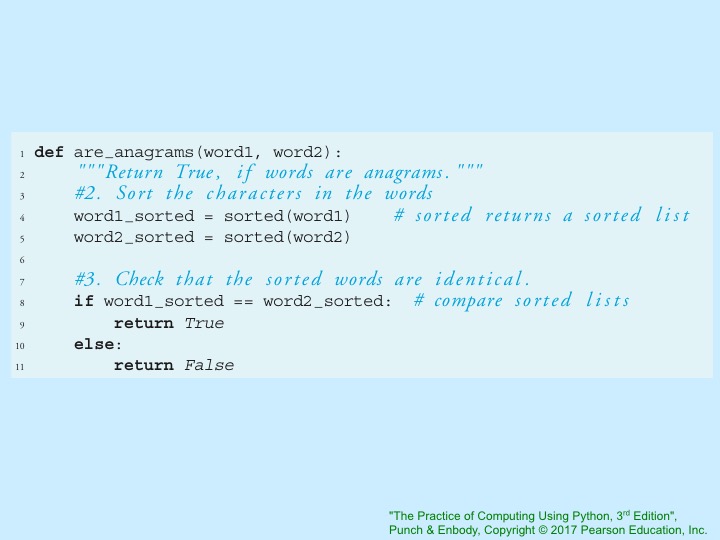 1 def are_anagrams(word1, word2):
2 """Return True, if words are anagrams."""
3 #2. Sort the characters in the words
4 word1_sorted = sorted(word1) # sorted returns a sorted list
5 word2_sorted = sorted(word2)
6
7 #3. Check that the sorted words are identical.
8 if word1_sorted == word2_sorted: # compare sorted lists
9 return True
10 else:
11 return False
"The Practice of Computing Using Python, 3rd Edition",
Punch & Enbody, Copyright © 2017 Pearson Education, Inc.